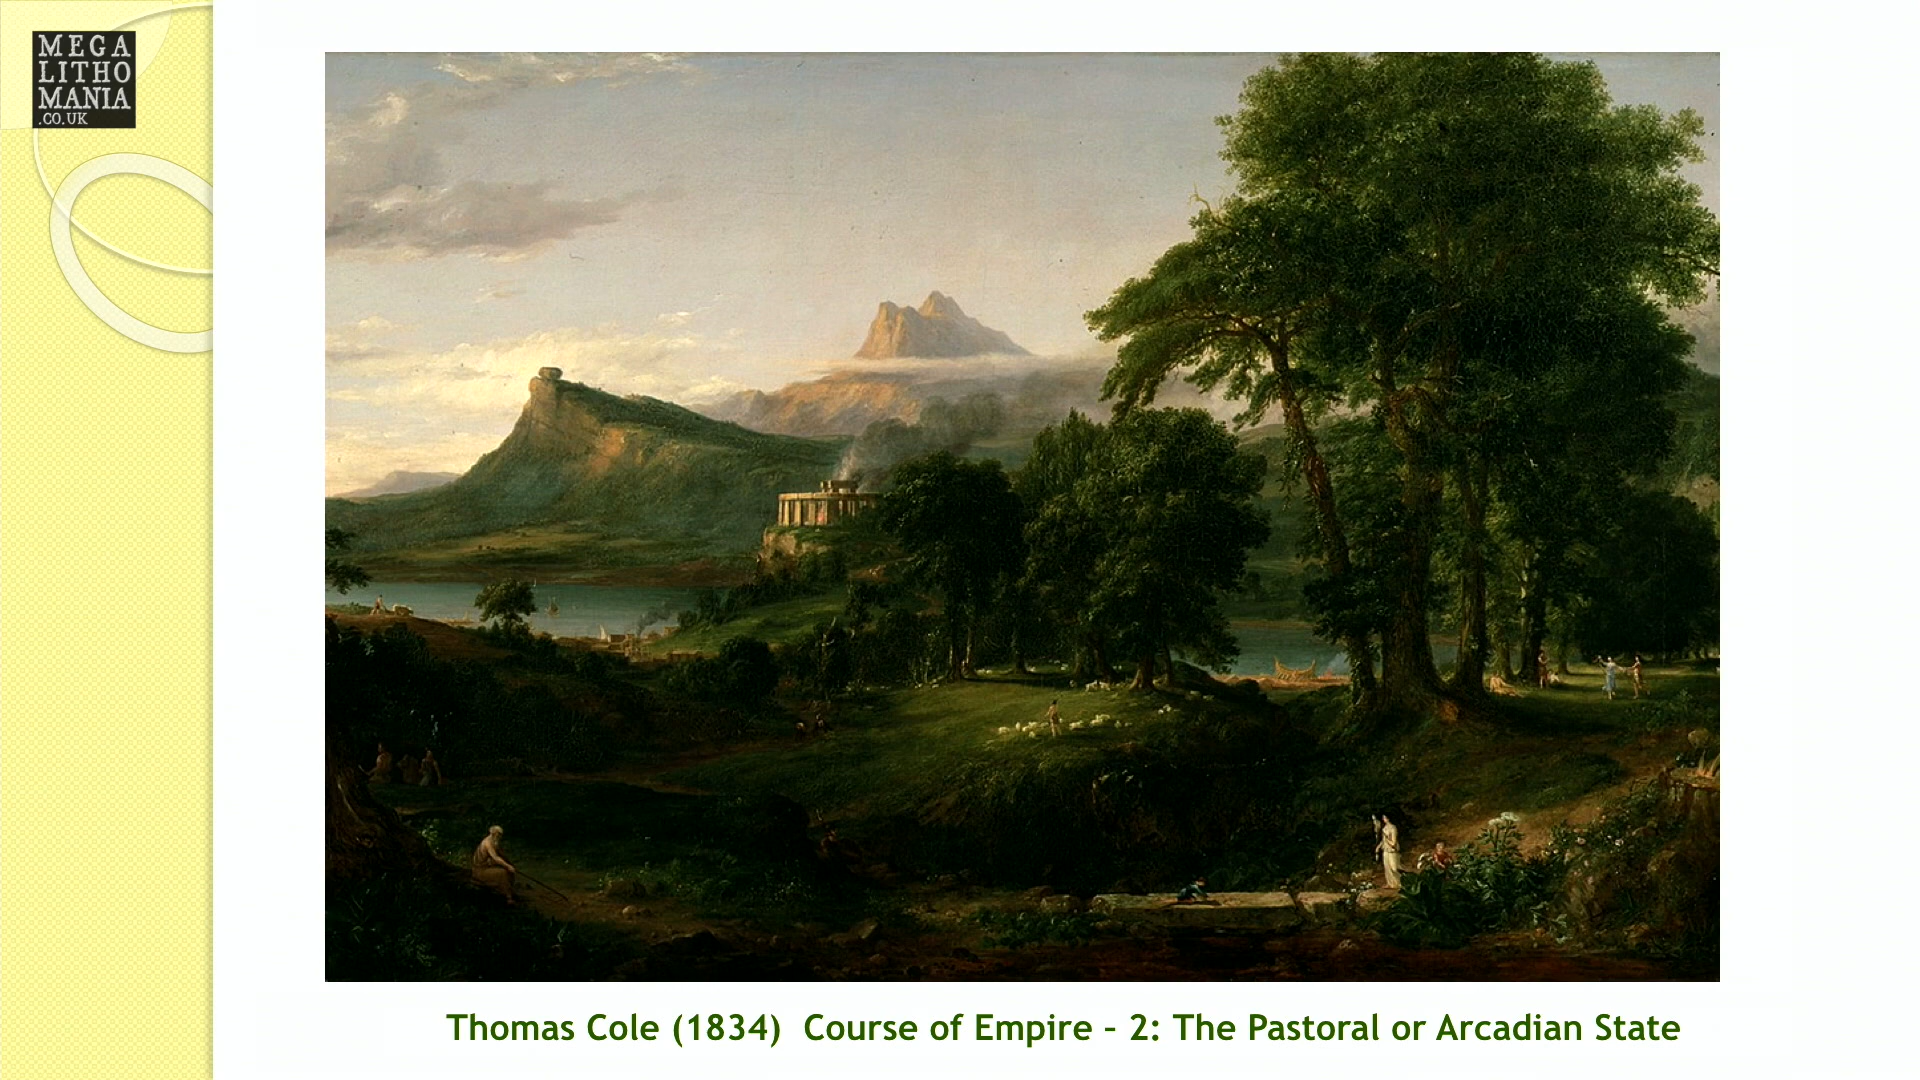 MEGA
LITHO
MANIA
.CO.UK
Thomas Cole (1834)  Course of Empire – 2: The Pastoral or Arcadian State